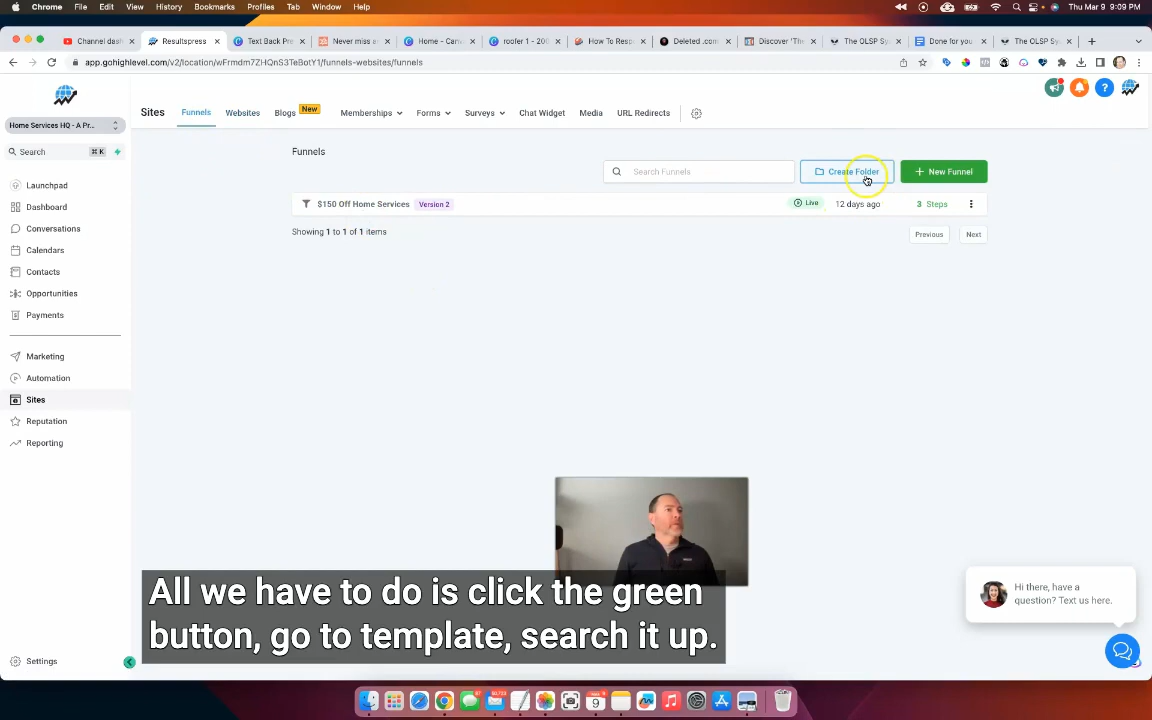 Chrome File Edit View History Bookmarks Profiles Tab Window Help Thu Mar 9 9:09 PM
Channel dash Resultspress Text Back Pr Never miss a Home - Can roofer 1 - 200 How To Resp Deleted .com Discover 'The The OLSP Sy Done for you The OLSP Sy
app.gohighlevel.com/v2/location/wFrmdm7ZHQnS3TeBotY1/funnels-websites/funnels
Sites Funnels Websites Blogs New Memberships Forms Surveys Chat Widget Media URL Redirects
Home Services HQ - A Pr...
Search ⌘ K
Launchpad
Dashboard
Conversations
Calendars
Contacts
Opportunities
Payments
Marketing
Automation
Sites
Reputation
Reporting
Settings
Funnels
Search Funnels Create Folder + New Funnel
$150 Off Home Services Version 2 Live 12 days ago 3 Steps
Showing 1 to 1 of 1 items Previous Next
All we have to do is click the green
button, go to template, search it up.
Hi there, have a
question? Text us here.